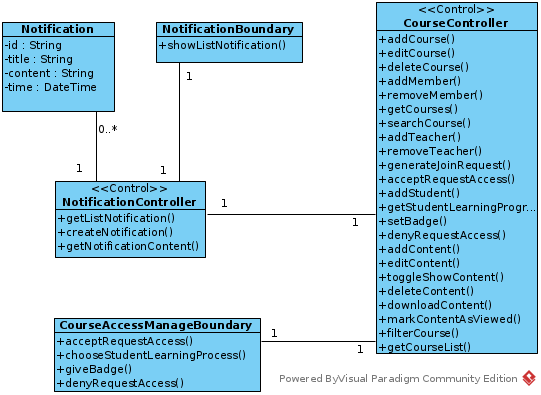 Notification
-id : String
-title : String
-content : String
-time : DateTime
NotificationBoundary
+showListNotification()
<<Control>>
CourseController
+addCourse()
+editCourse()
+deleteCourse()
+addMember()
+removeMember()
+getCourses()
+searchCourse()
+addTeacher()
+removeTeacher()
+generateJoinRequest()
+acceptRequestAccess()
+addStudent()
+getStudentLearningProgr...
+setBadge()
+denyRequestAccess()
+addContent()
+editContent()
+toggleShowContent()
+deleteContent()
+downloadContent()
+markContentAsViewed()
+filterCourse()
+getCourseList()
1
0..*
1
1
<<Control>>
NotificationController
+getListNotification()
+createNotification()
+getNotificationContent()
1
1
CourseAccessManageBoundary
+acceptRequestAccess()
+chooseStudentLearningProcess()
+giveBadge()
+denyRequestAccess()
1
1
Powered ByVisual Paradigm Community Edition